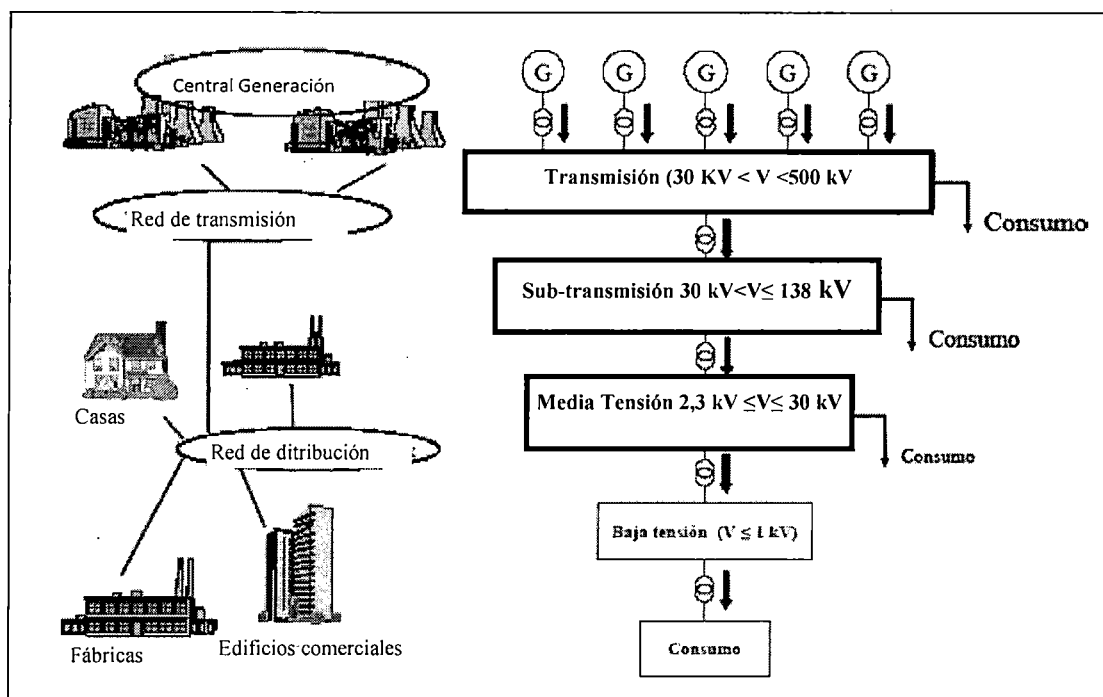 Central Generación
Red de transmisión
Casas
Red de ditribución
Fábricas
Edificios comerciales
G G G G G
Transmisión (30 KV < V <500 kV
Consumo
Sub-transmisión 30 kV<V≤ 138 kV
Consumo
Media Tensión 2,3 kV ≤V≤ 30 kV
Consumo
Baja tensión (V ≤ 1 kV)
Consumo